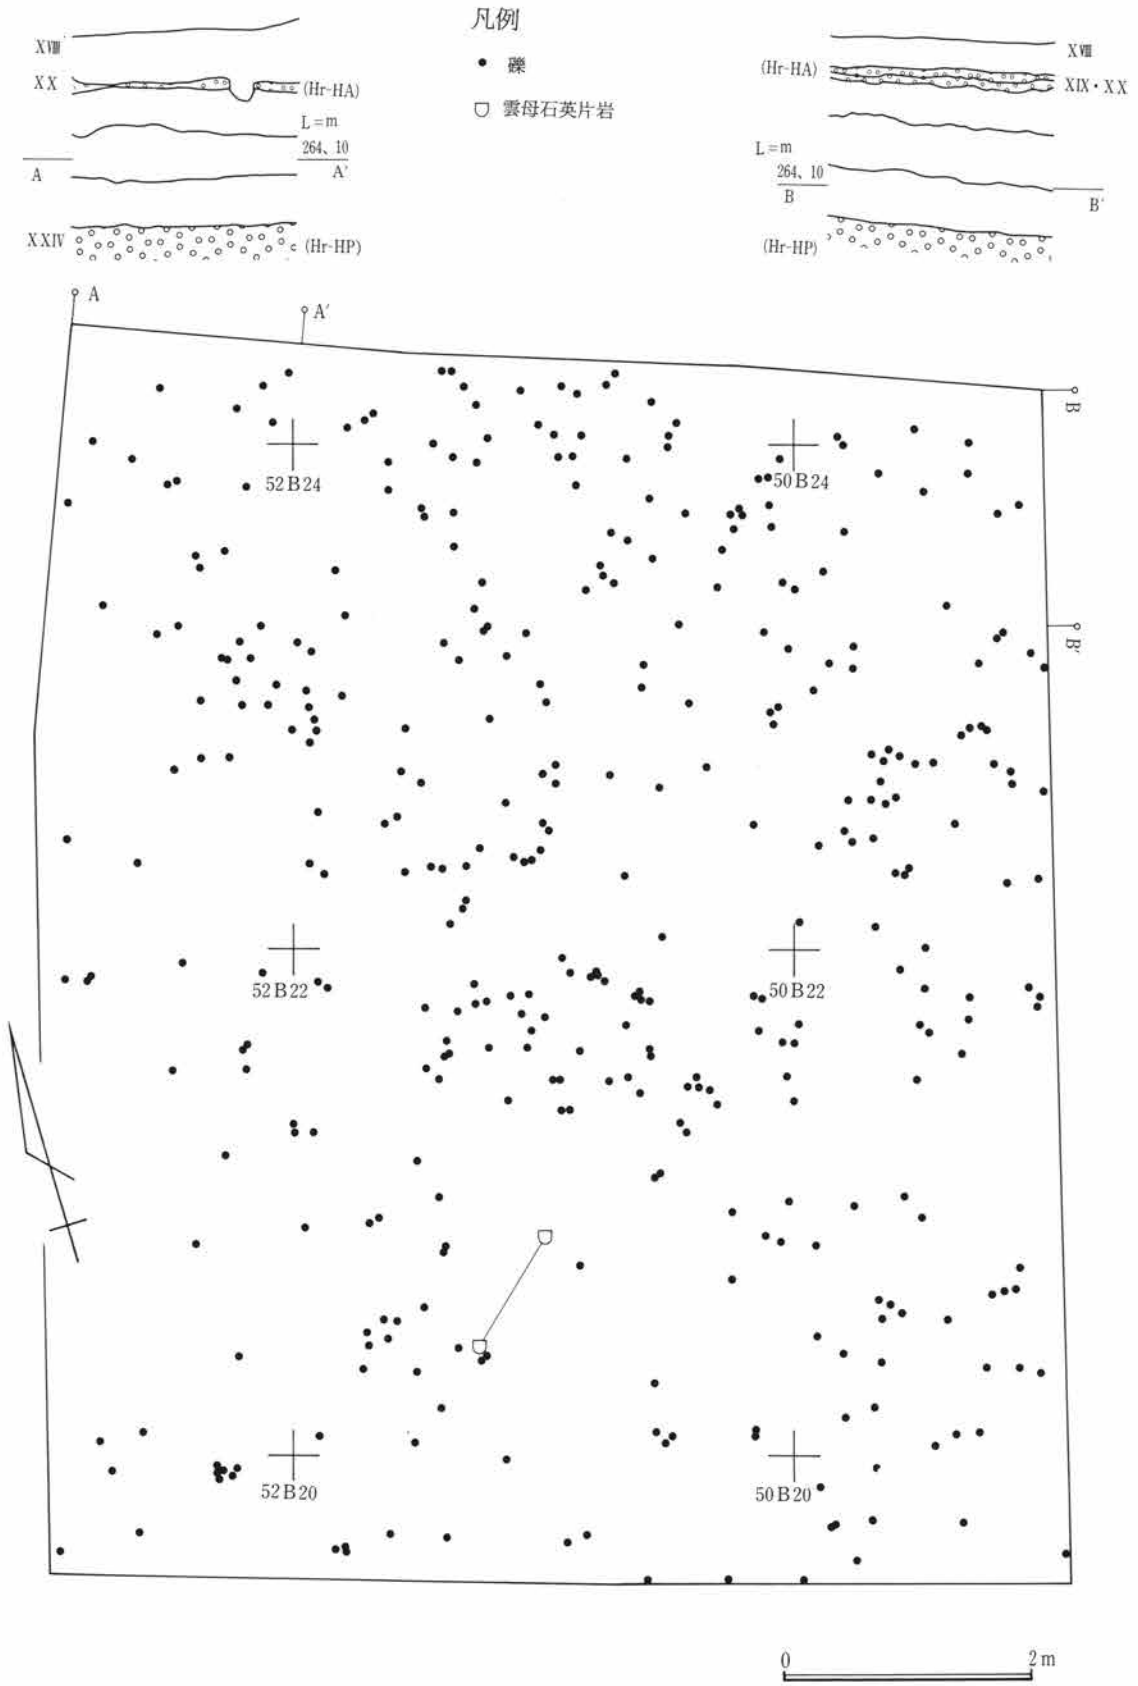 凡例
● 礫
雲母石英片岩
XVIII
XX
(Hr-HA)
L=m
264、10
A
A'
XXIV
(Hr-HP)
XVIII
(Hr-HA)
XIX・XX
L=m
264、10
B
B'
(Hr-HP)
A
A'
B
52B24
50B24
B'
52B22
50B22
52B20
50B20
0
2m